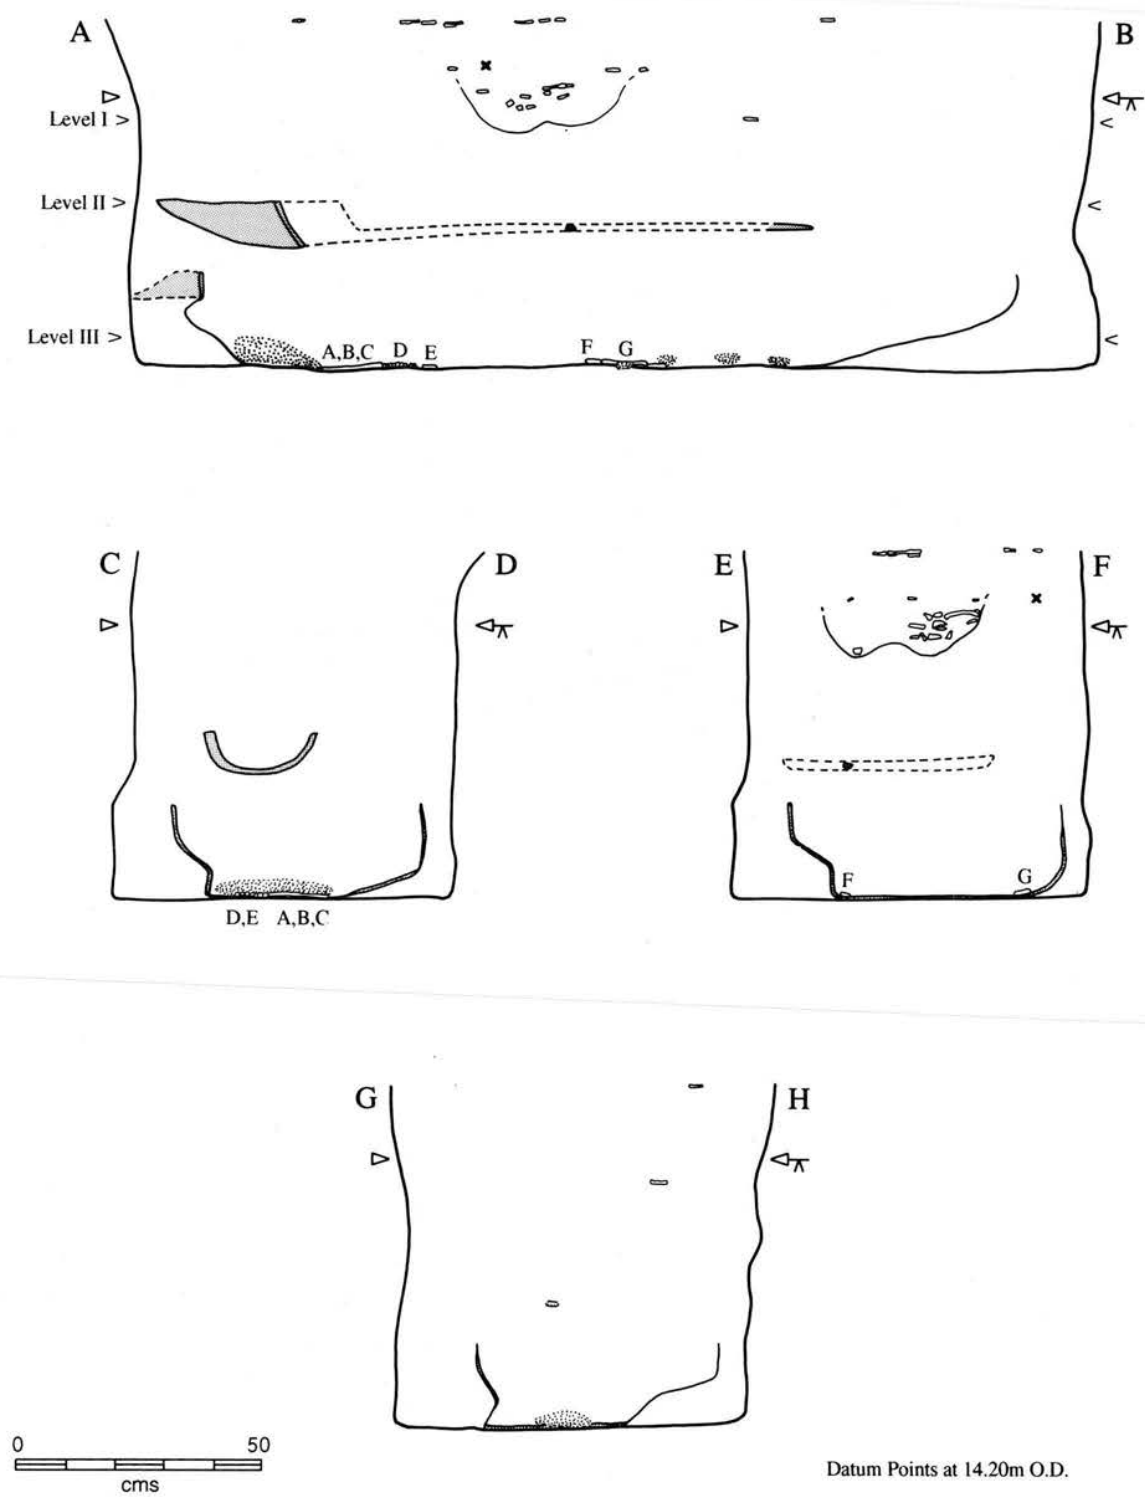 A B
Level I >
<
Level II >
<
Level III >
<
A,B,C D E F G
C D E F
F G
D,E A,B,C
G H
0 50
cms
Datum Points at 14.20m O.D.